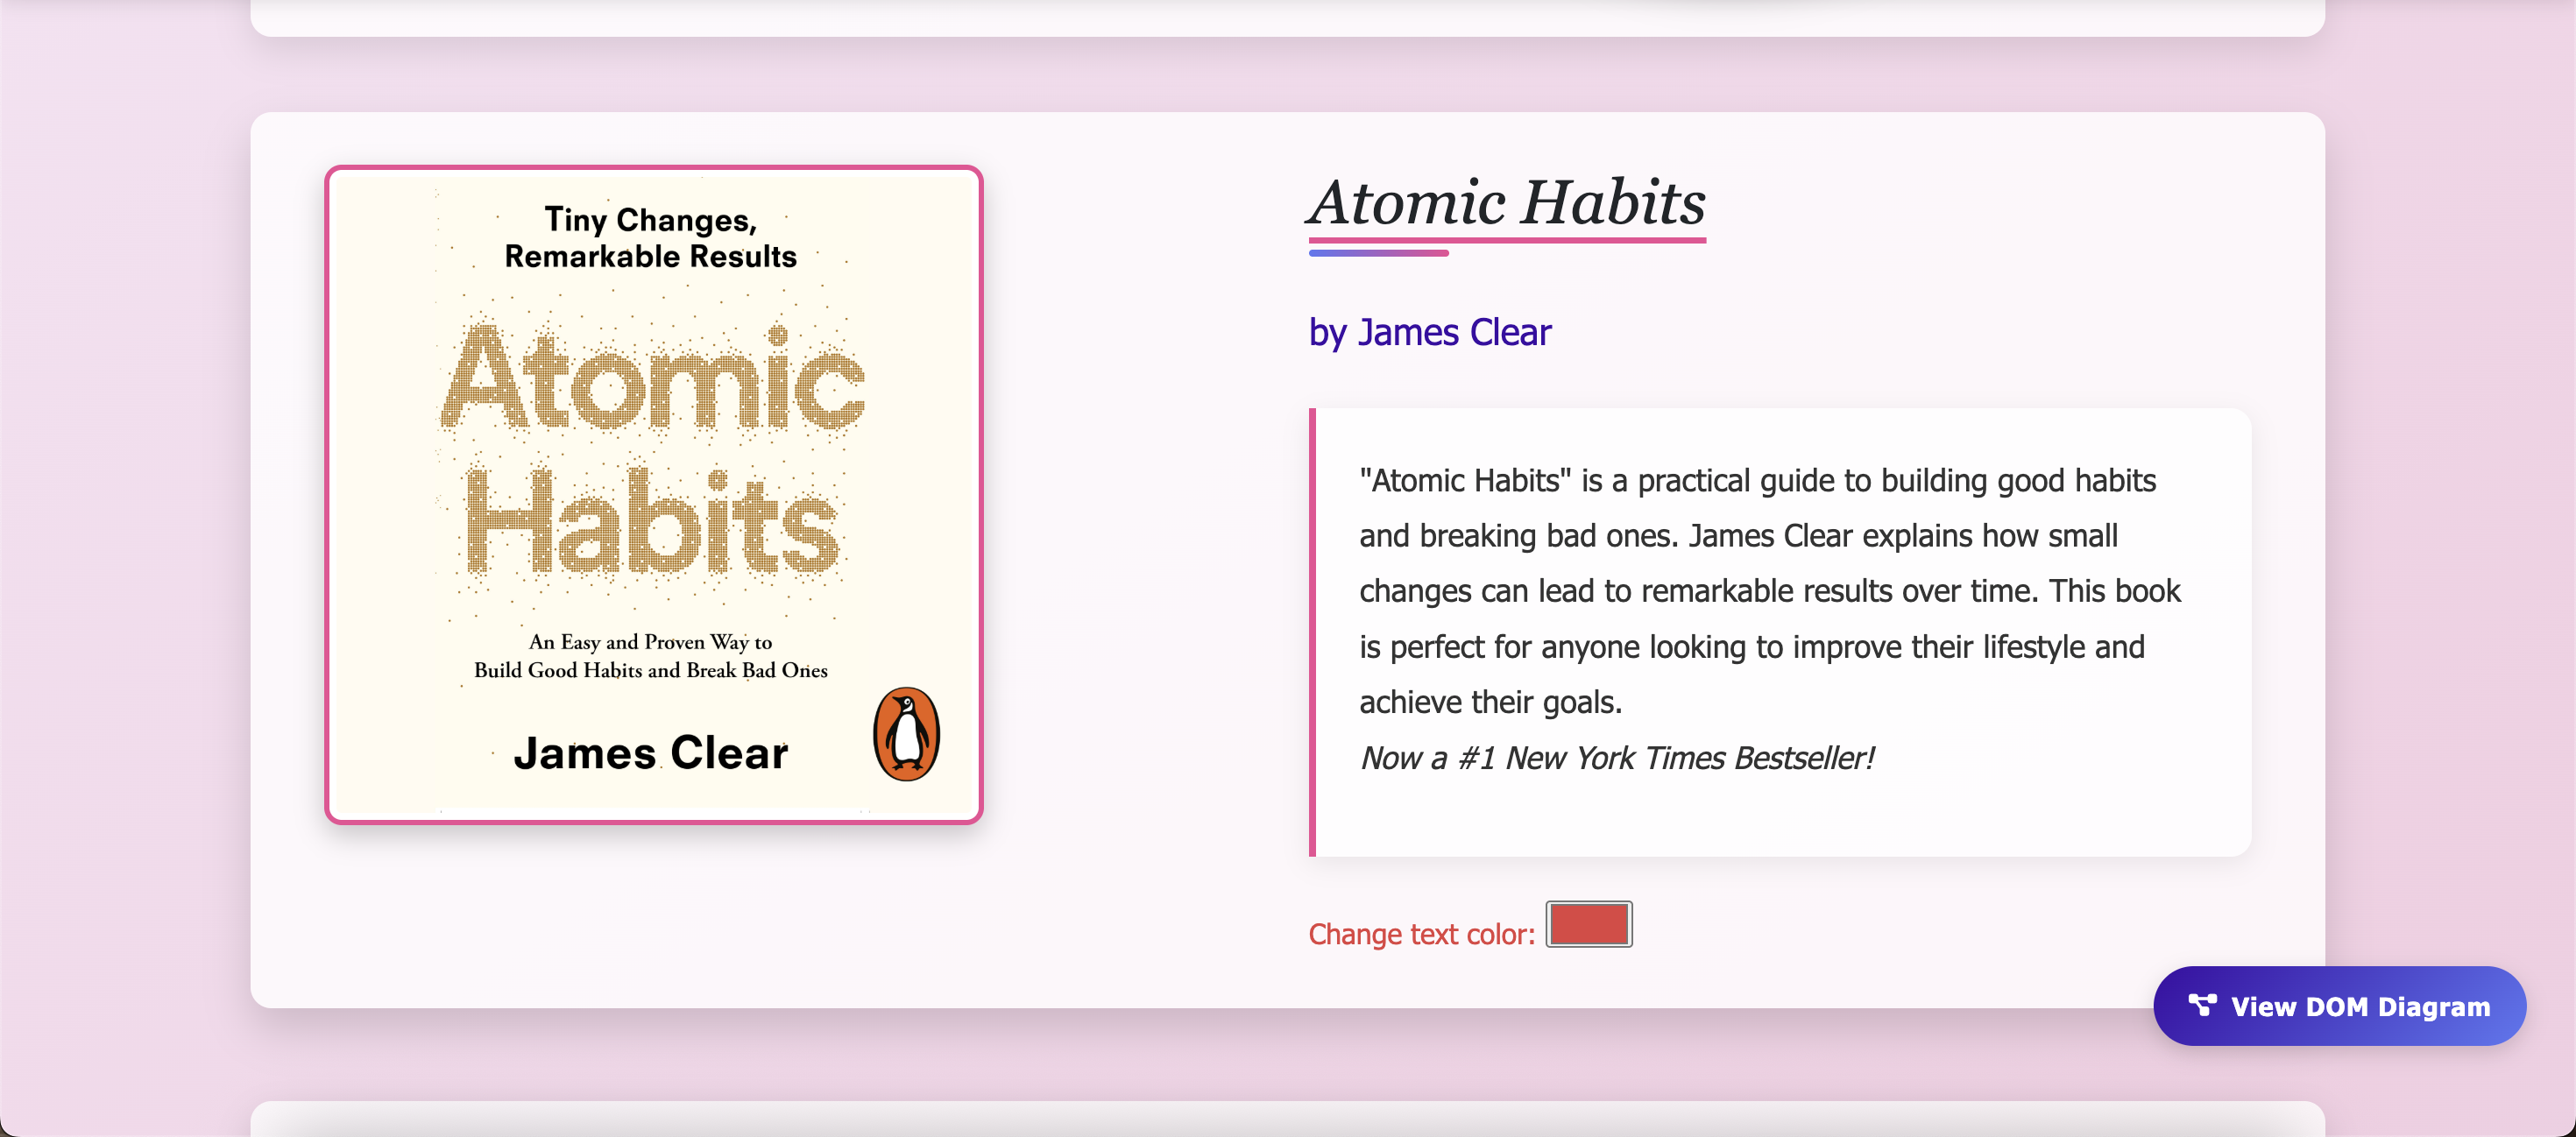 Tiny Changes,
Remarkable Results
Atomic
Habits
An Easy and Proven Way to
Build Good Habits and Break Bad Ones
James Clear
Atomic Habits
by James Clear
"Atomic Habits" is a practical guide to building good habits
and breaking bad ones. James Clear explains how small
changes can lead to remarkable results over time. This book
is perfect for anyone looking to improve their lifestyle and
achieve their goals.
Now a #1 New York Times Bestseller!
Change text color:
View DOM Diagram